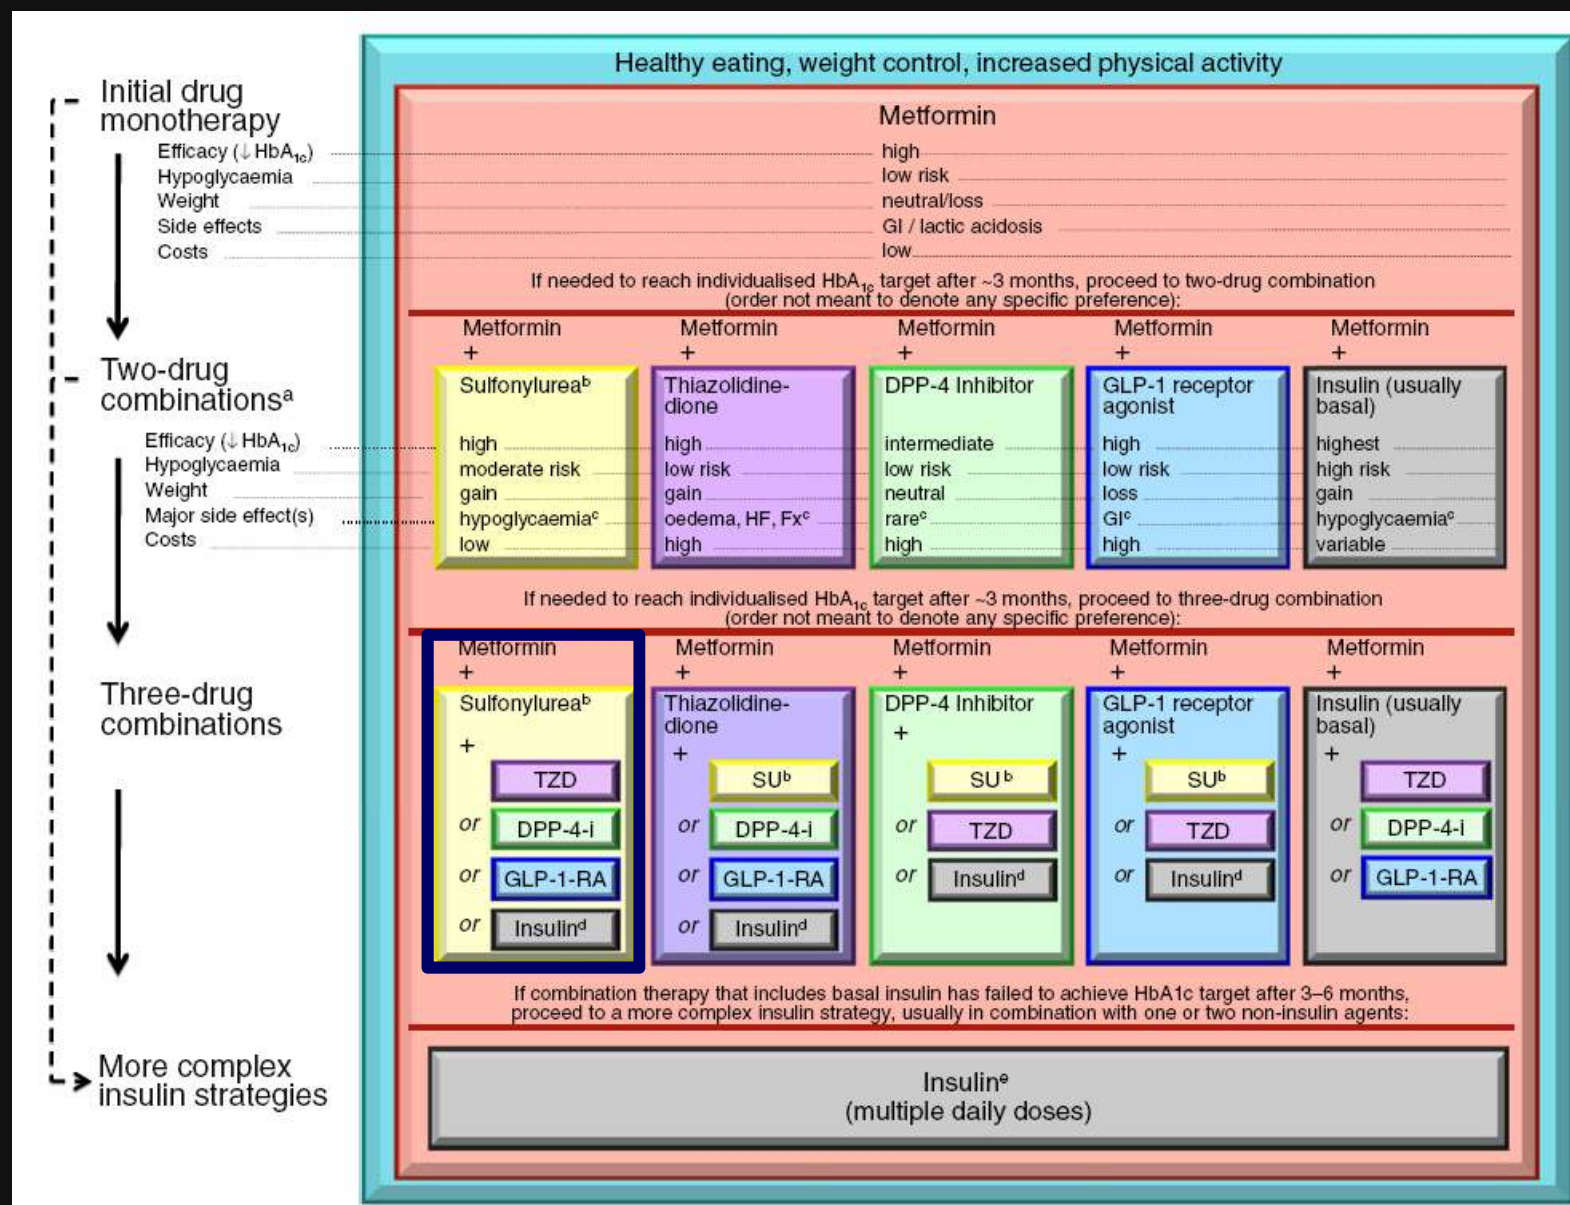 Healthy eating, weight control, increased physical activity
Initial drug
monotherapy
Metformin
Efficacy (↓HbA1c) high
Hypoglycaemia low risk
Weight neutral/loss
Side effects GI / lactic acidosis
Costs low
If needed to reach individualised HbA1c target after ~3 months, proceed to two-drug combination
(order not meant to denote any specific preference):
Metformin Metformin Metformin Metformin Metformin
+ + + + +
Two-drug
combinationsᵃ
Sulfonylureaᵇ Thiazolidine- DPP-4 Inhibitor GLP-1 receptor Insulin (usually
dione agonist basal)
Efficacy (↓HbA1c) high high intermediate high highest
Hypoglycaemia moderate risk low risk low risk low risk high risk
Weight gain gain neutral loss gain
Major side effect(s) hypoglycaemiaᶜ oedema, HF, Fxᶜ rareᶜ GIᶜ hypoglycaemiaᶜ
Costs low high high high variable
If needed to reach individualised HbA1c target after ~3 months, proceed to three-drug combination
(order not meant to denote any specific preference):
Metformin Metformin Metformin Metformin Metformin
+ + + + +
Three-drug
combinations
Sulfonylureaᵇ Thiazolidine- DPP-4 Inhibitor GLP-1 receptor Insulin (usually
dione agonist basal)
+ + + + +
TZD SUᵇ SUᵇ SUᵇ TZD
or DPP-4-i or DPP-4-i or TZD or TZD or DPP-4-i
or GLP-1-RA or GLP-1-RA or Insulinᵈ or Insulinᵈ or GLP-1-RA
or Insulinᵈ or Insulinᵈ
If combination therapy that includes basal insulin has failed to achieve HbA1c target after 3–6 months,
proceed to a more complex insulin strategy, usually in combination with one or two non-insulin agents:
More complex
insulin strategies
Insulinᵉ
(multiple daily doses)